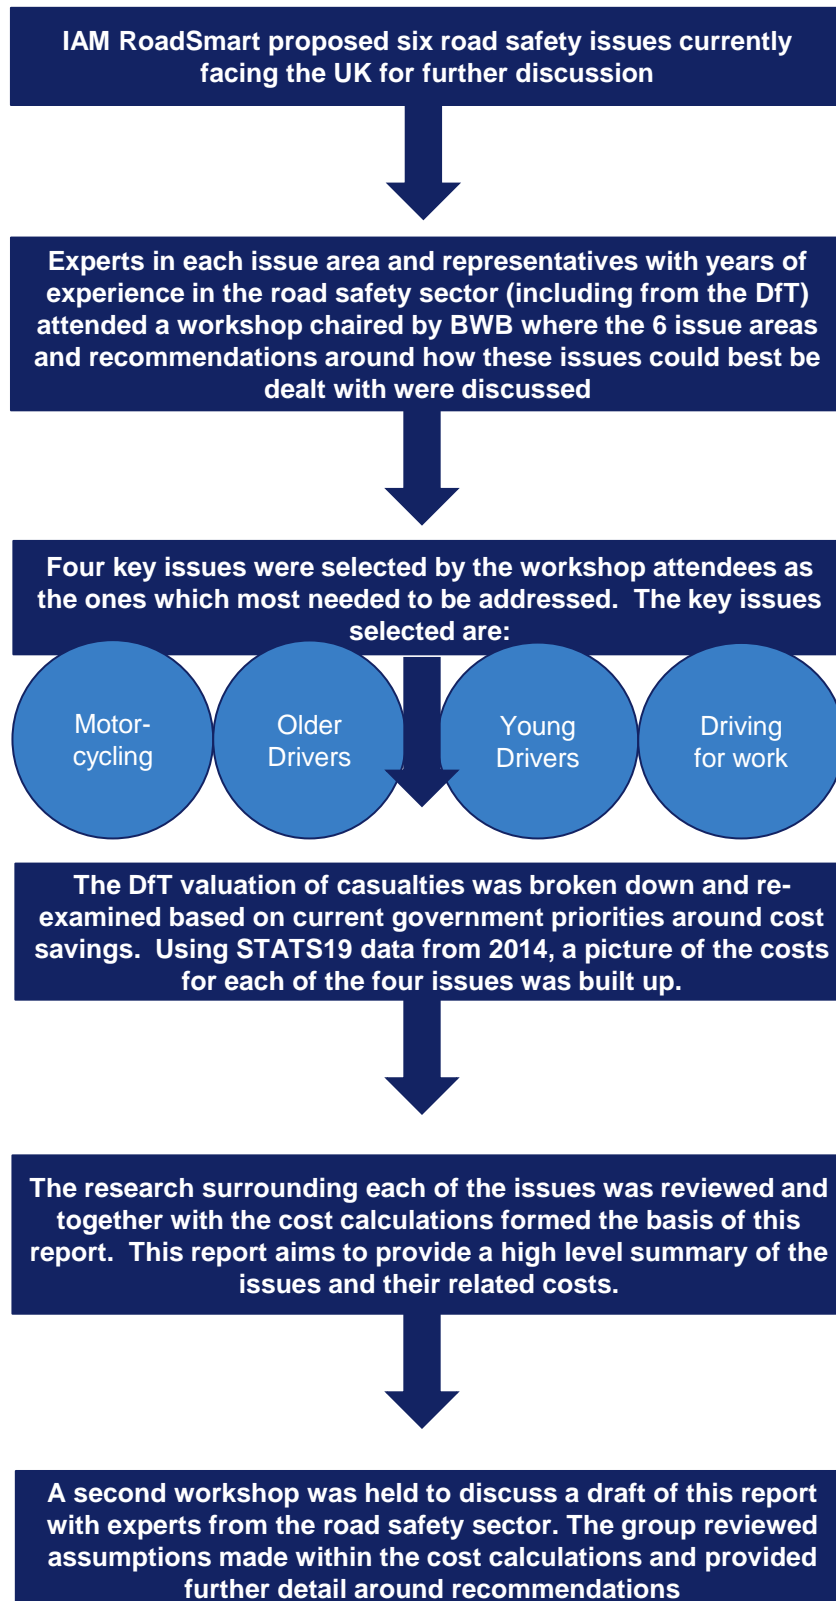 IAM RoadSmart proposed six road safety issues currently
facing the UK for further discussion
Experts in each issue area and representatives with years of
experience in the road safety sector (including from the DfT)
attended a workshop chaired by BWB where the 6 issue areas
and recommendations around how these issues could best be
dealt with were discussed
Four key issues were selected by the workshop attendees as
the ones which most needed to be addressed.  The key issues
selected are:
Motor-
cycling
Older
Drivers
Young
Drivers
Driving
for work
The DfT valuation of casualties was broken down and re-
examined based on current government priorities around cost
savings.  Using STATS19 data from 2014, a picture of the costs
for each of the four issues was built up.
The research surrounding each of the issues was reviewed and
together with the cost calculations formed the basis of this
report.  This report aims to provide a high level summary of the
issues and their related costs.
A second workshop was held to discuss a draft of this report
with experts from the road safety sector. The group reviewed
assumptions made within the cost calculations and provided
further detail around recommendations